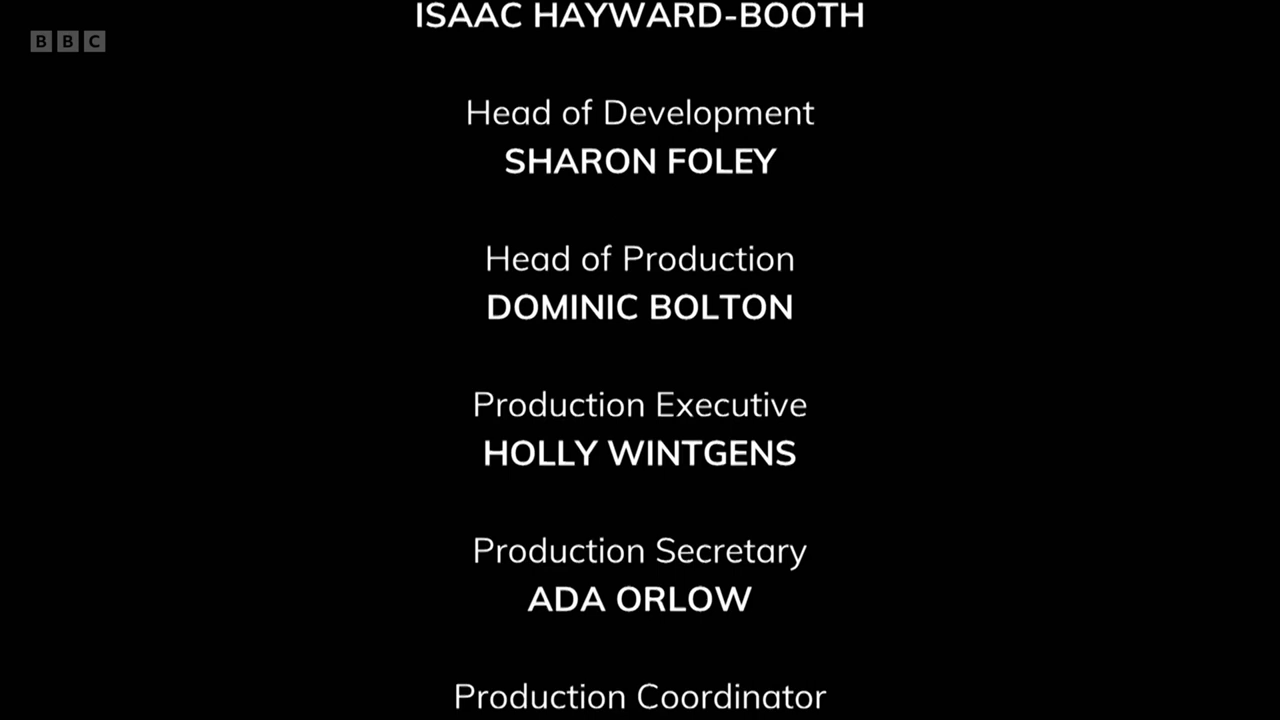 BBC
ISAAC HAYWARD-BOOTH
Head of Development
SHARON FOLEY
Head of Production
DOMINIC BOLTON
Production Executive
HOLLY WINTGENS
Production Secretary
ADA ORLOW
Production Coordinator